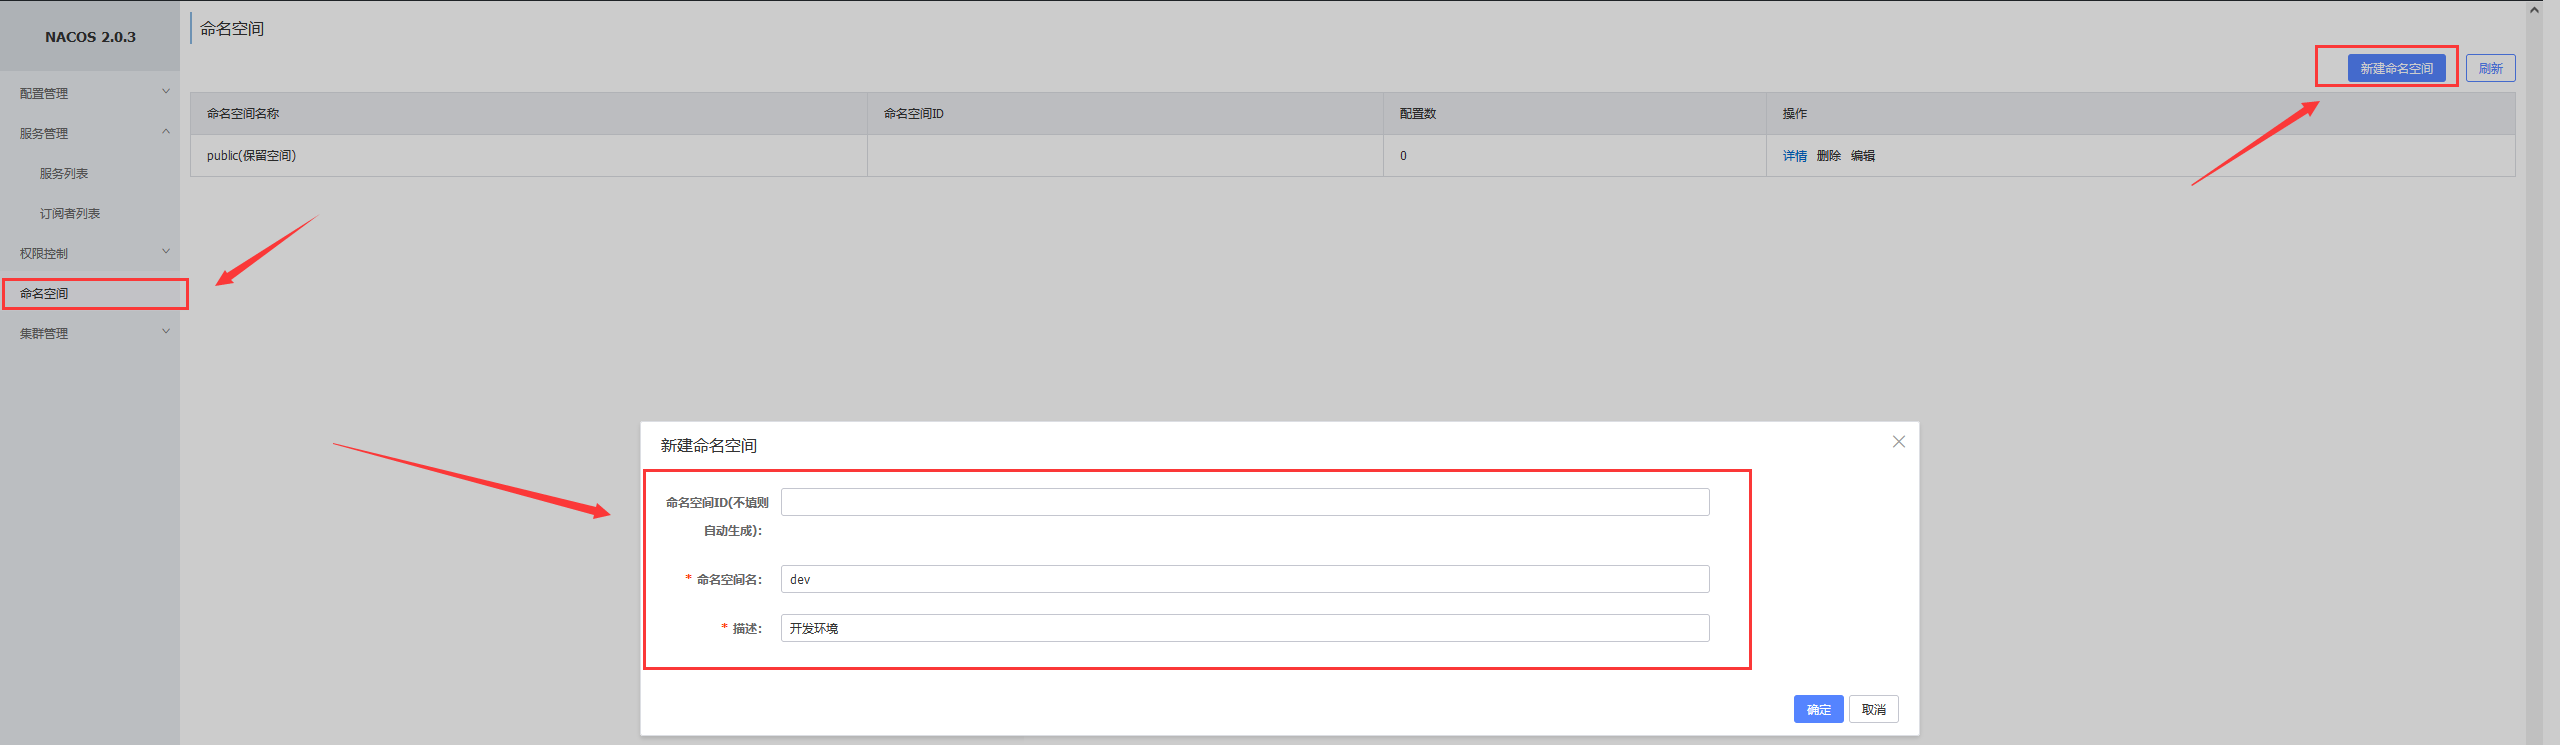 NACOS 2.0.3
配置管理
服务管理
服务列表
订阅者列表
权限控制
命名空间
集群管理
命名空间
新建命名空间 刷新
命名空间名称 命名空间ID 配置数 操作
public(保留空间) 0 详情 删除 编辑
新建命名空间
命名空间ID(不填则
自动生成):
* 命名空间名: dev
* 描述: 开发环境
确定 取消